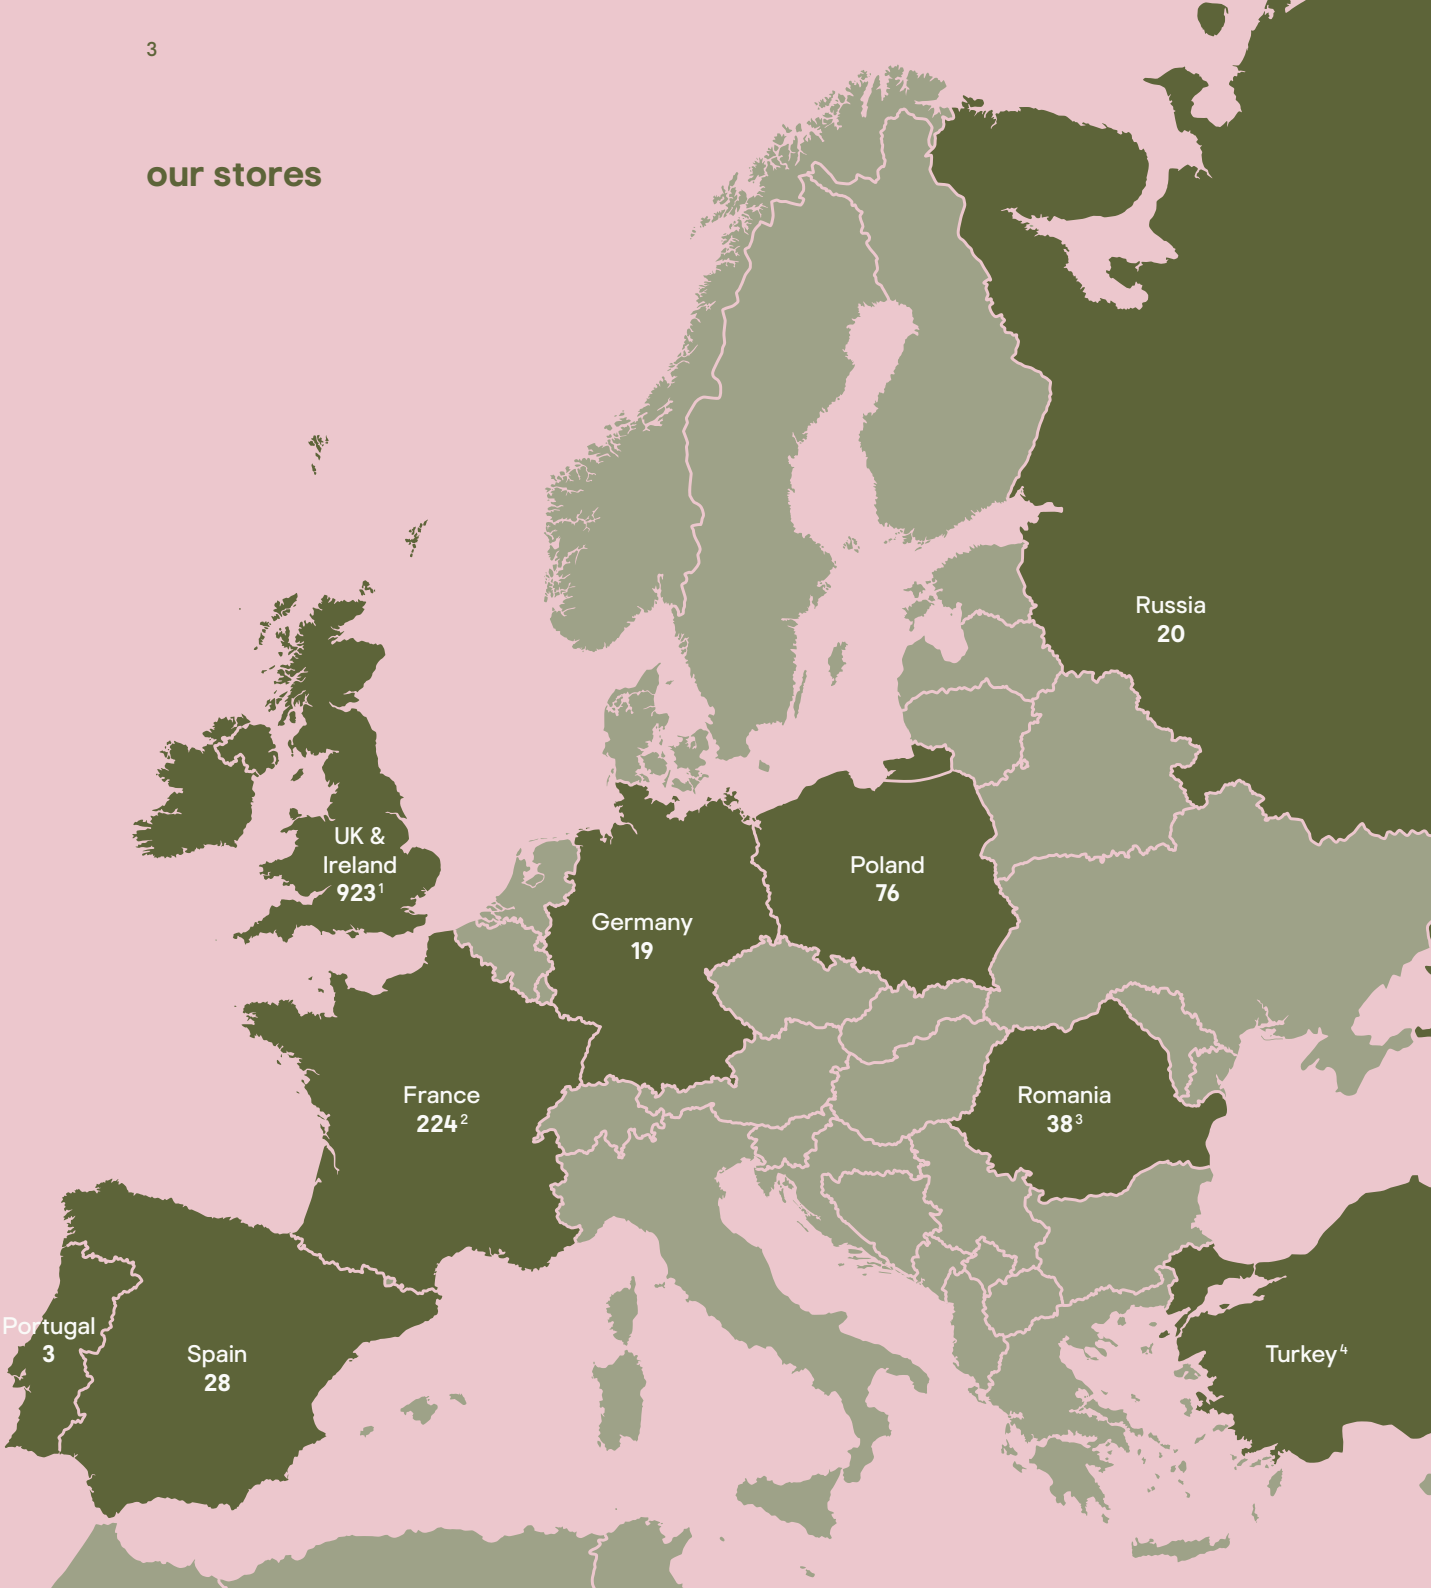 3
our stores
Russia
20
UK &
Ireland
923¹
Poland
76
Germany
19
France
224²
Romania
38³
Portugal
3
Spain
28
Turkey⁴